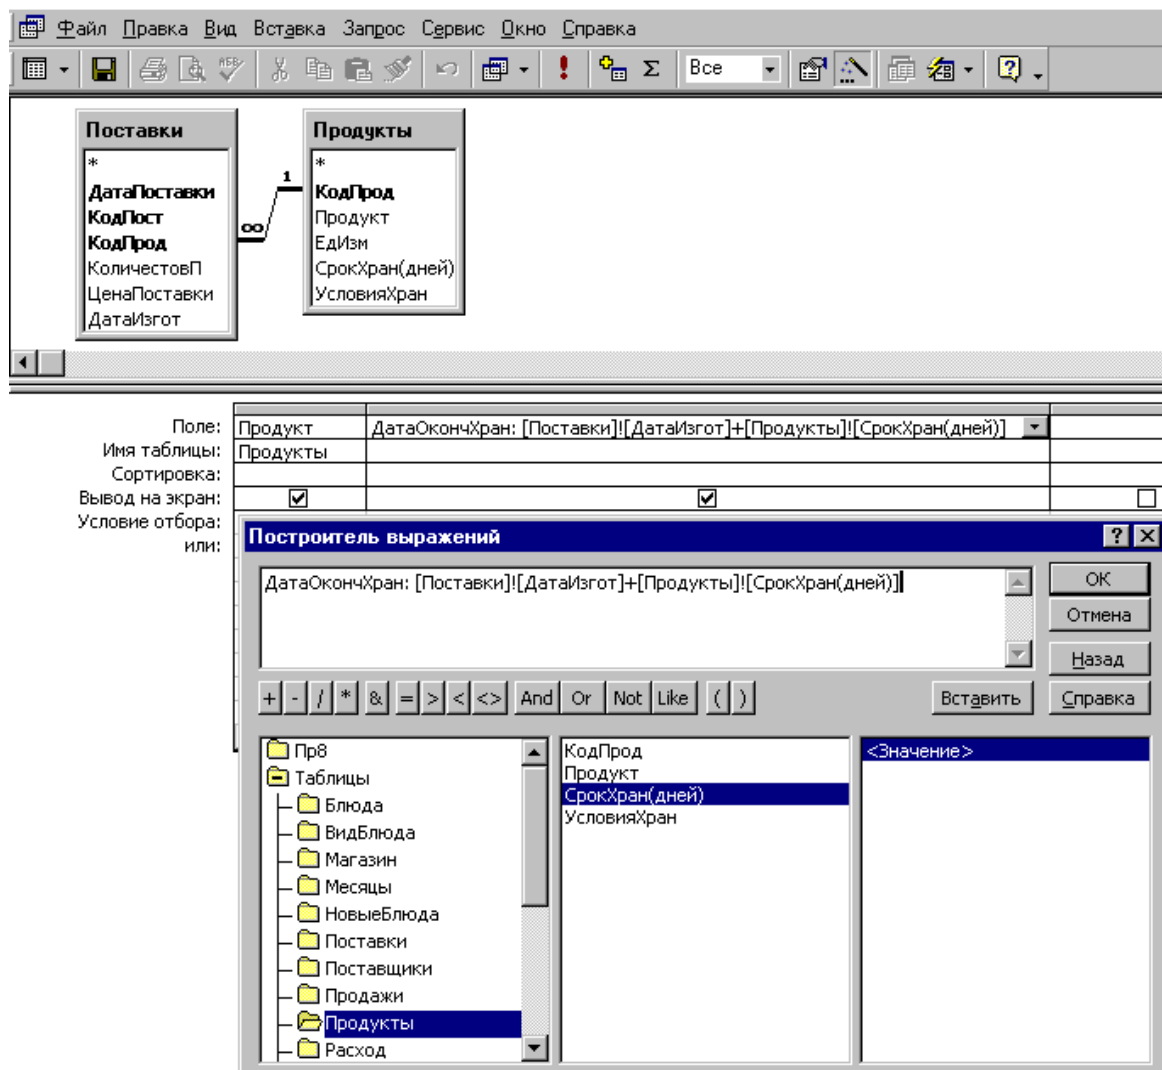 Файл Правка Вид Вставка Запрос Сервис Окно Справка
Все
Поставки
*
ДатаПоставки
КодПост
КодПрод
КоличестовП
ЦенаПоставки
ДатаИзгот
∞
1
Продукты
*
КодПрод
Продукт
ЕдИзм
СрокХран(дней)
УсловияХран
Поле: Продукт ДатаОкончХран: [Поставки]![ДатаИзгот]+[Продукты]![СрокХран(дней)]
Имя таблицы: Продукты
Сортировка:
Вывод на экран:
Условие отбора:
или:
Построитель выражений
ДатаОкончХран: [Поставки]![ДатаИзгот]+[Продукты]![СрокХран(дней)]
ОК
Отмена
Назад
+ - / * & = > < <> And Or Not Like ( ) Вставить Справка
Пр8
Таблицы
Блюда
ВидБлюда
Магазин
Месяцы
НовыеБлюда
Поставки
Поставщики
Продажи
Продукты
Расход
КодПрод
Продукт
СрокХран(дней)
УсловияХран
<Значение>